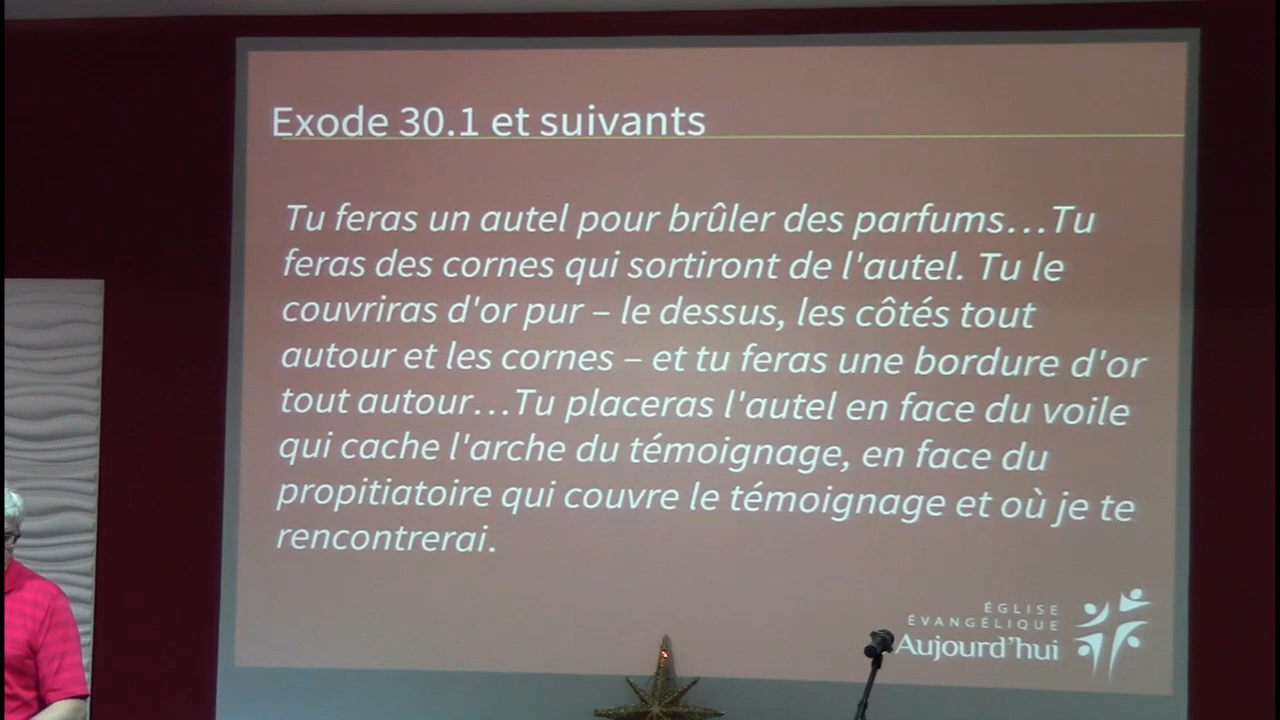 Exode 30.1 et suivants
Tu feras un autel pour brûler des parfums…Tu
feras des cornes qui sortiront de l'autel. Tu le
couvriras d'or pur – le dessus, les côtés tout
autour et les cornes – et tu feras une bordure d'or
tout autour…Tu placeras l'autel en face du voile
qui cache l'arche du témoignage, en face du
propitiatoire qui couvre le témoignage et où je te
rencontrerai.
ÉGLISE
ÉVANGÉLIQUE
Aujourd'hui